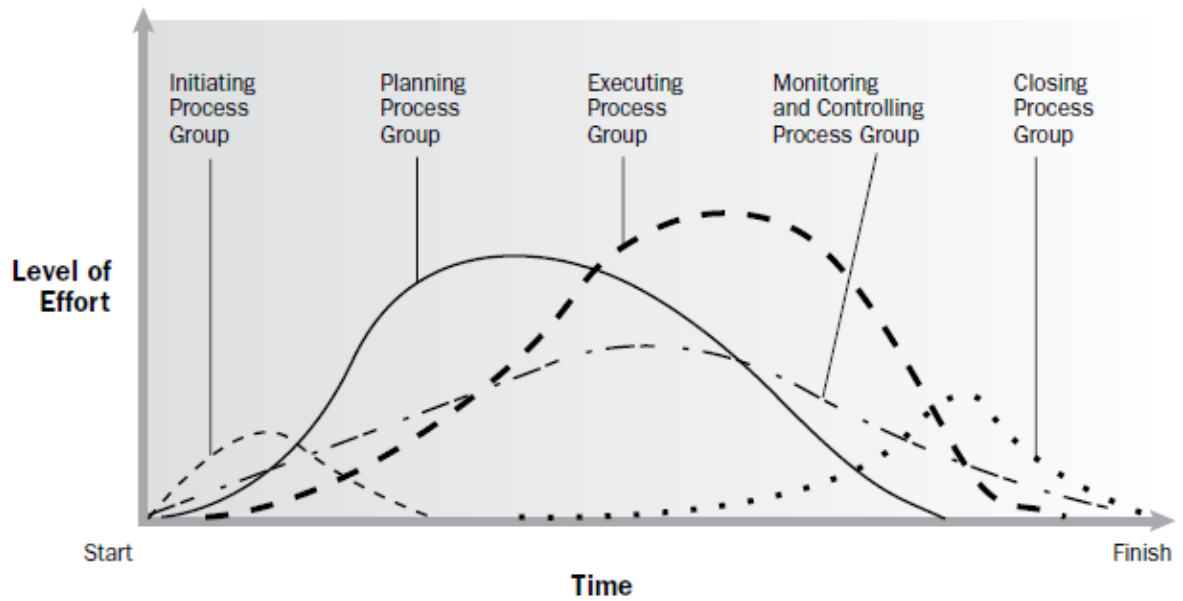 Initiating
Process
Group
Planning
Process
Group
Executing
Process
Group
Monitoring
and Controlling
Process Group
Closing
Process
Group
Level of
Effort
Start
Finish
Time